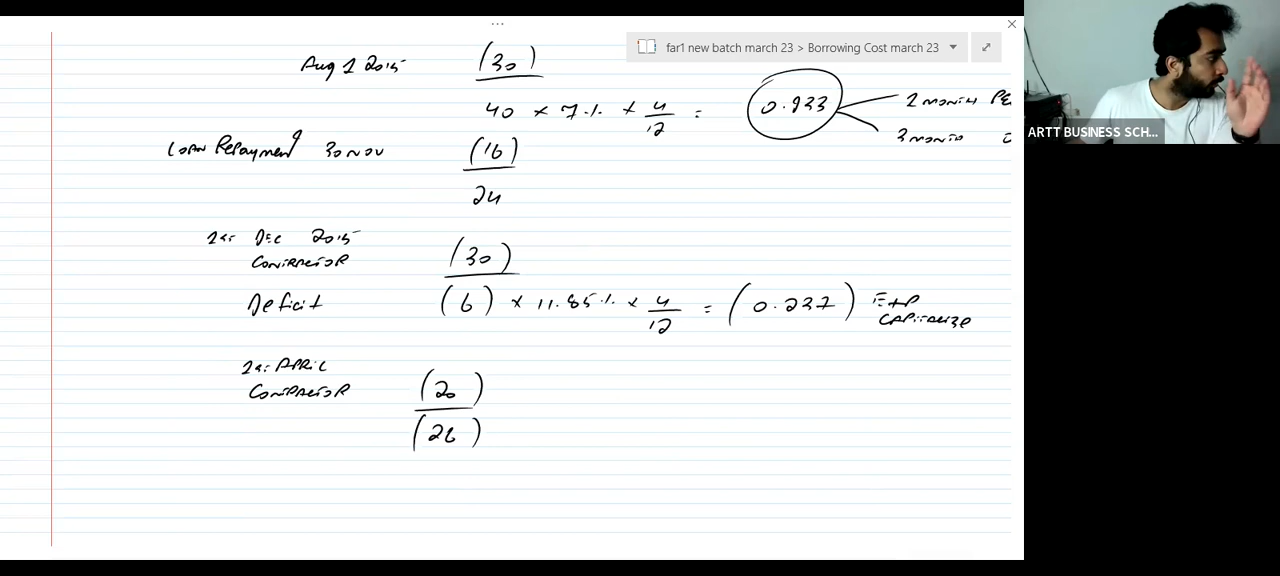 ...
far1 new batch march 23 > Borrowing Cost march 23
Aug 1 2015 (30)
40 × 7% × 4/12 = 0.933
2 month
3 month
ARTT BUSINESS SCH...
Loan Repayment 30 Nov (16)
24
1st Dec 2015
Contractor (30)
Deficit (6) × 11.85% × 4/12 = (0.237) Exp
Capitalize
1st April
Contractor (20)
(26)